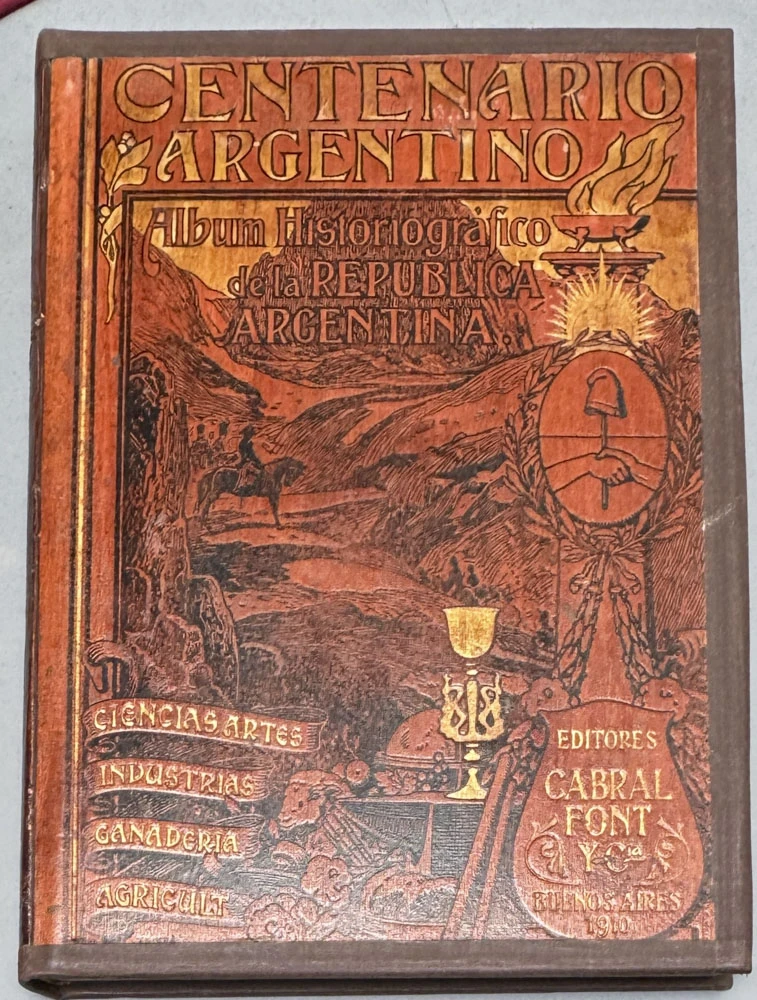 CENTENARIO
ARGENTINO
Album Historiográfico
de la REPUBLICA
ARGENTINA.
CIENCIAS.ARTES
INDUSTRIAS
GANADERIA
AGRICULT
EDITORES
CABRAL
FONT
Y Cia
BUENOS AIRES
1910